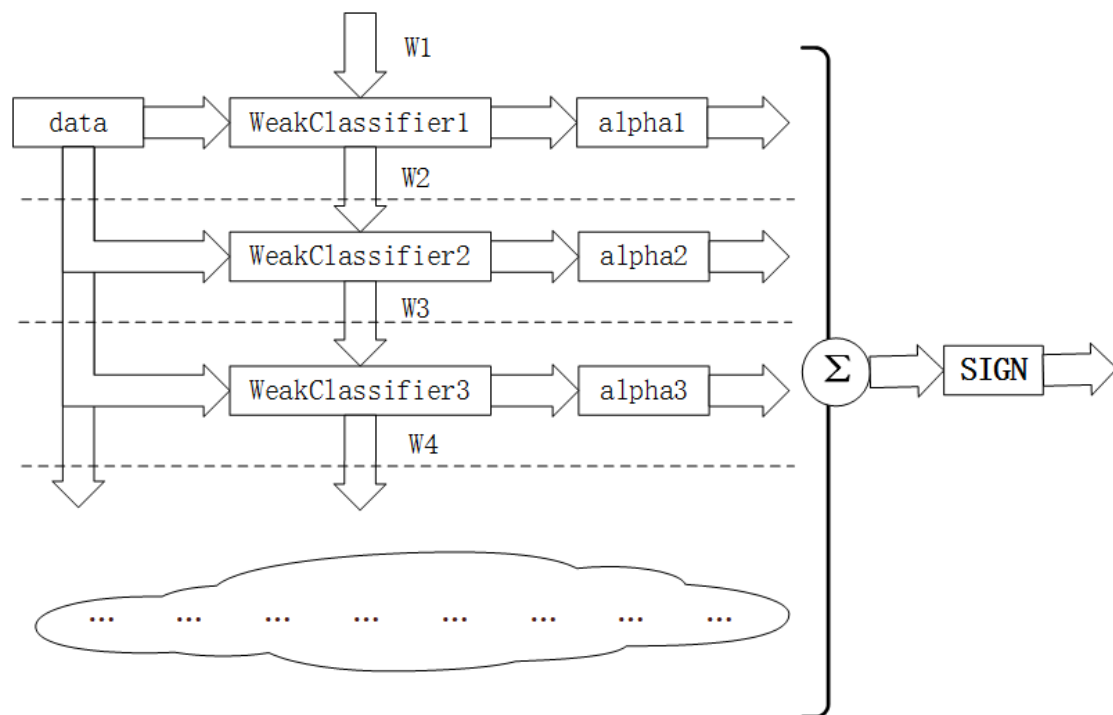 W1
data WeakClassifier1 alpha1
W2
WeakClassifier2 alpha2
W3
WeakClassifier3 alpha3
Σ SIGN
W4
... ... ... ... ... ... ... ...